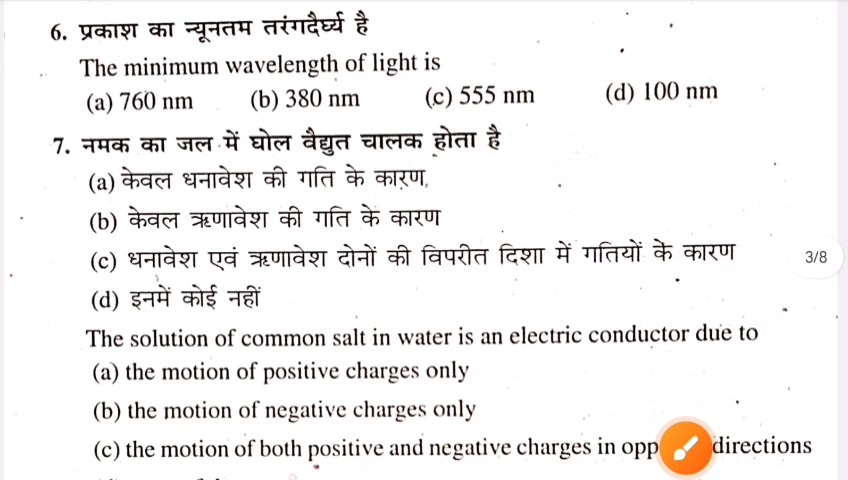 6. प्रकाश का न्यूनतम तरंगदैर्घ्य है
The minimum wavelength of light is
(a) 760 nm (b) 380 nm (c) 555 nm (d) 100 nm
7. नमक का जल में घोल वैद्युत चालक होता है
(a) केवल धनावेश की गति के कारण
(b) केवल ऋणावेश की गति के कारण
(c) धनावेश एवं ऋणावेश दोनों की विपरीत दिशा में गतियों के कारण
3/8
(d) इनमें कोई नहीं
The solution of common salt in water is an electric conductor due to
(a) the motion of positive charges only
(b) the motion of negative charges only
(c) the motion of both positive and negative charges in opp directions